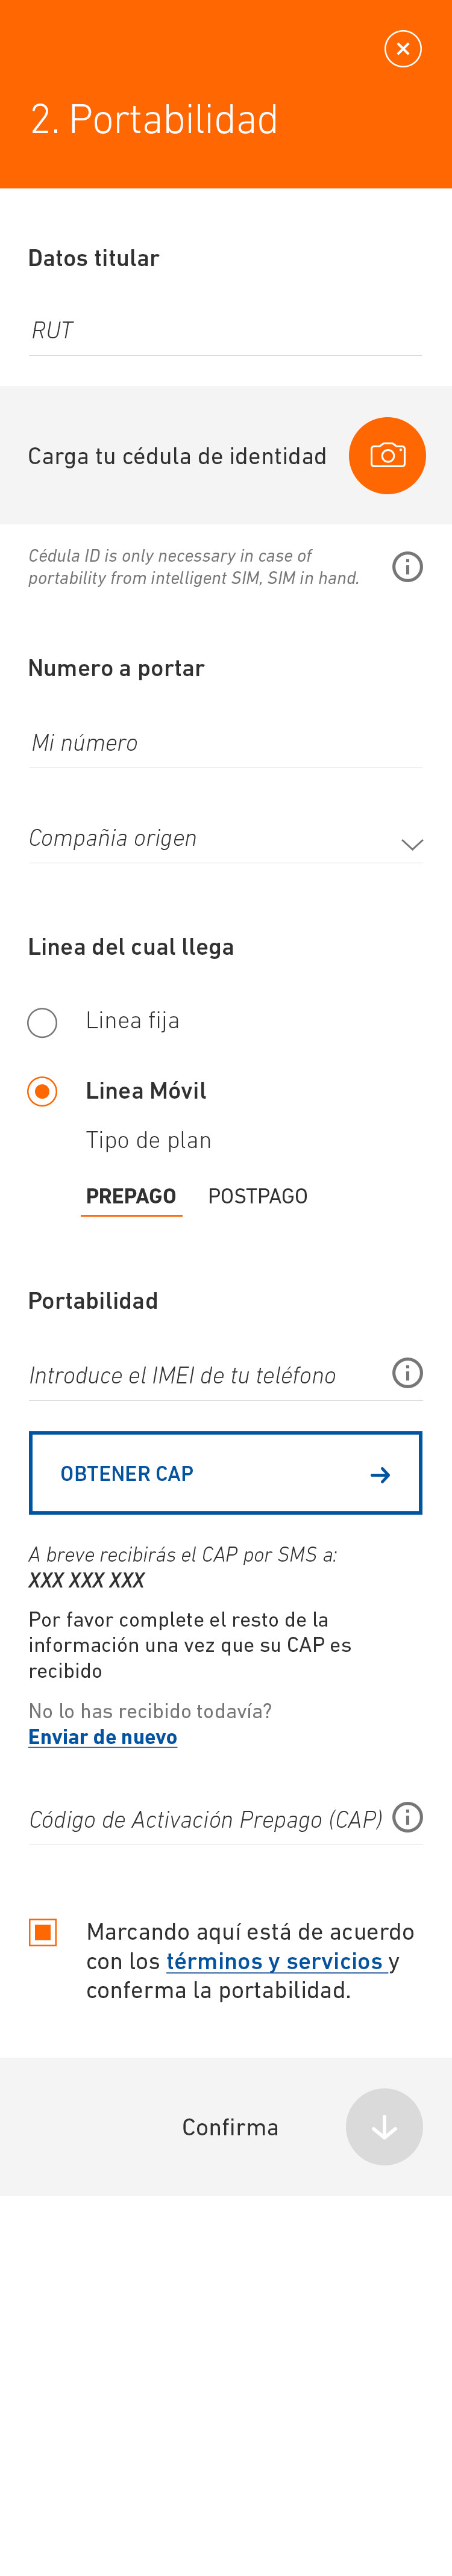 2. Portabilidad
Datos titular
RUT
Carga tu cédula de identidad
Cédula ID is only necessary in case of
portability from intelligent SIM, SIM in hand.
Numero a portar
Mi número
Compañia origen
Linea del cual llega
Linea fija
Linea Móvil
Tipo de plan
PREPAGO POSTPAGO
Portabilidad
Introduce el IMEI de tu teléfono
OBTENER CAP
A breve recibirás el CAP por SMS a:
XXX XXX XXX
Por favor complete el resto de la
información una vez que su CAP es
recibido
No lo has recibido todavía?
Enviar de nuevo
Código de Activación Prepago (CAP)
Marcando aquí está de acuerdo
con los términos y servicios y
conferma la portabilidad.
Confirma